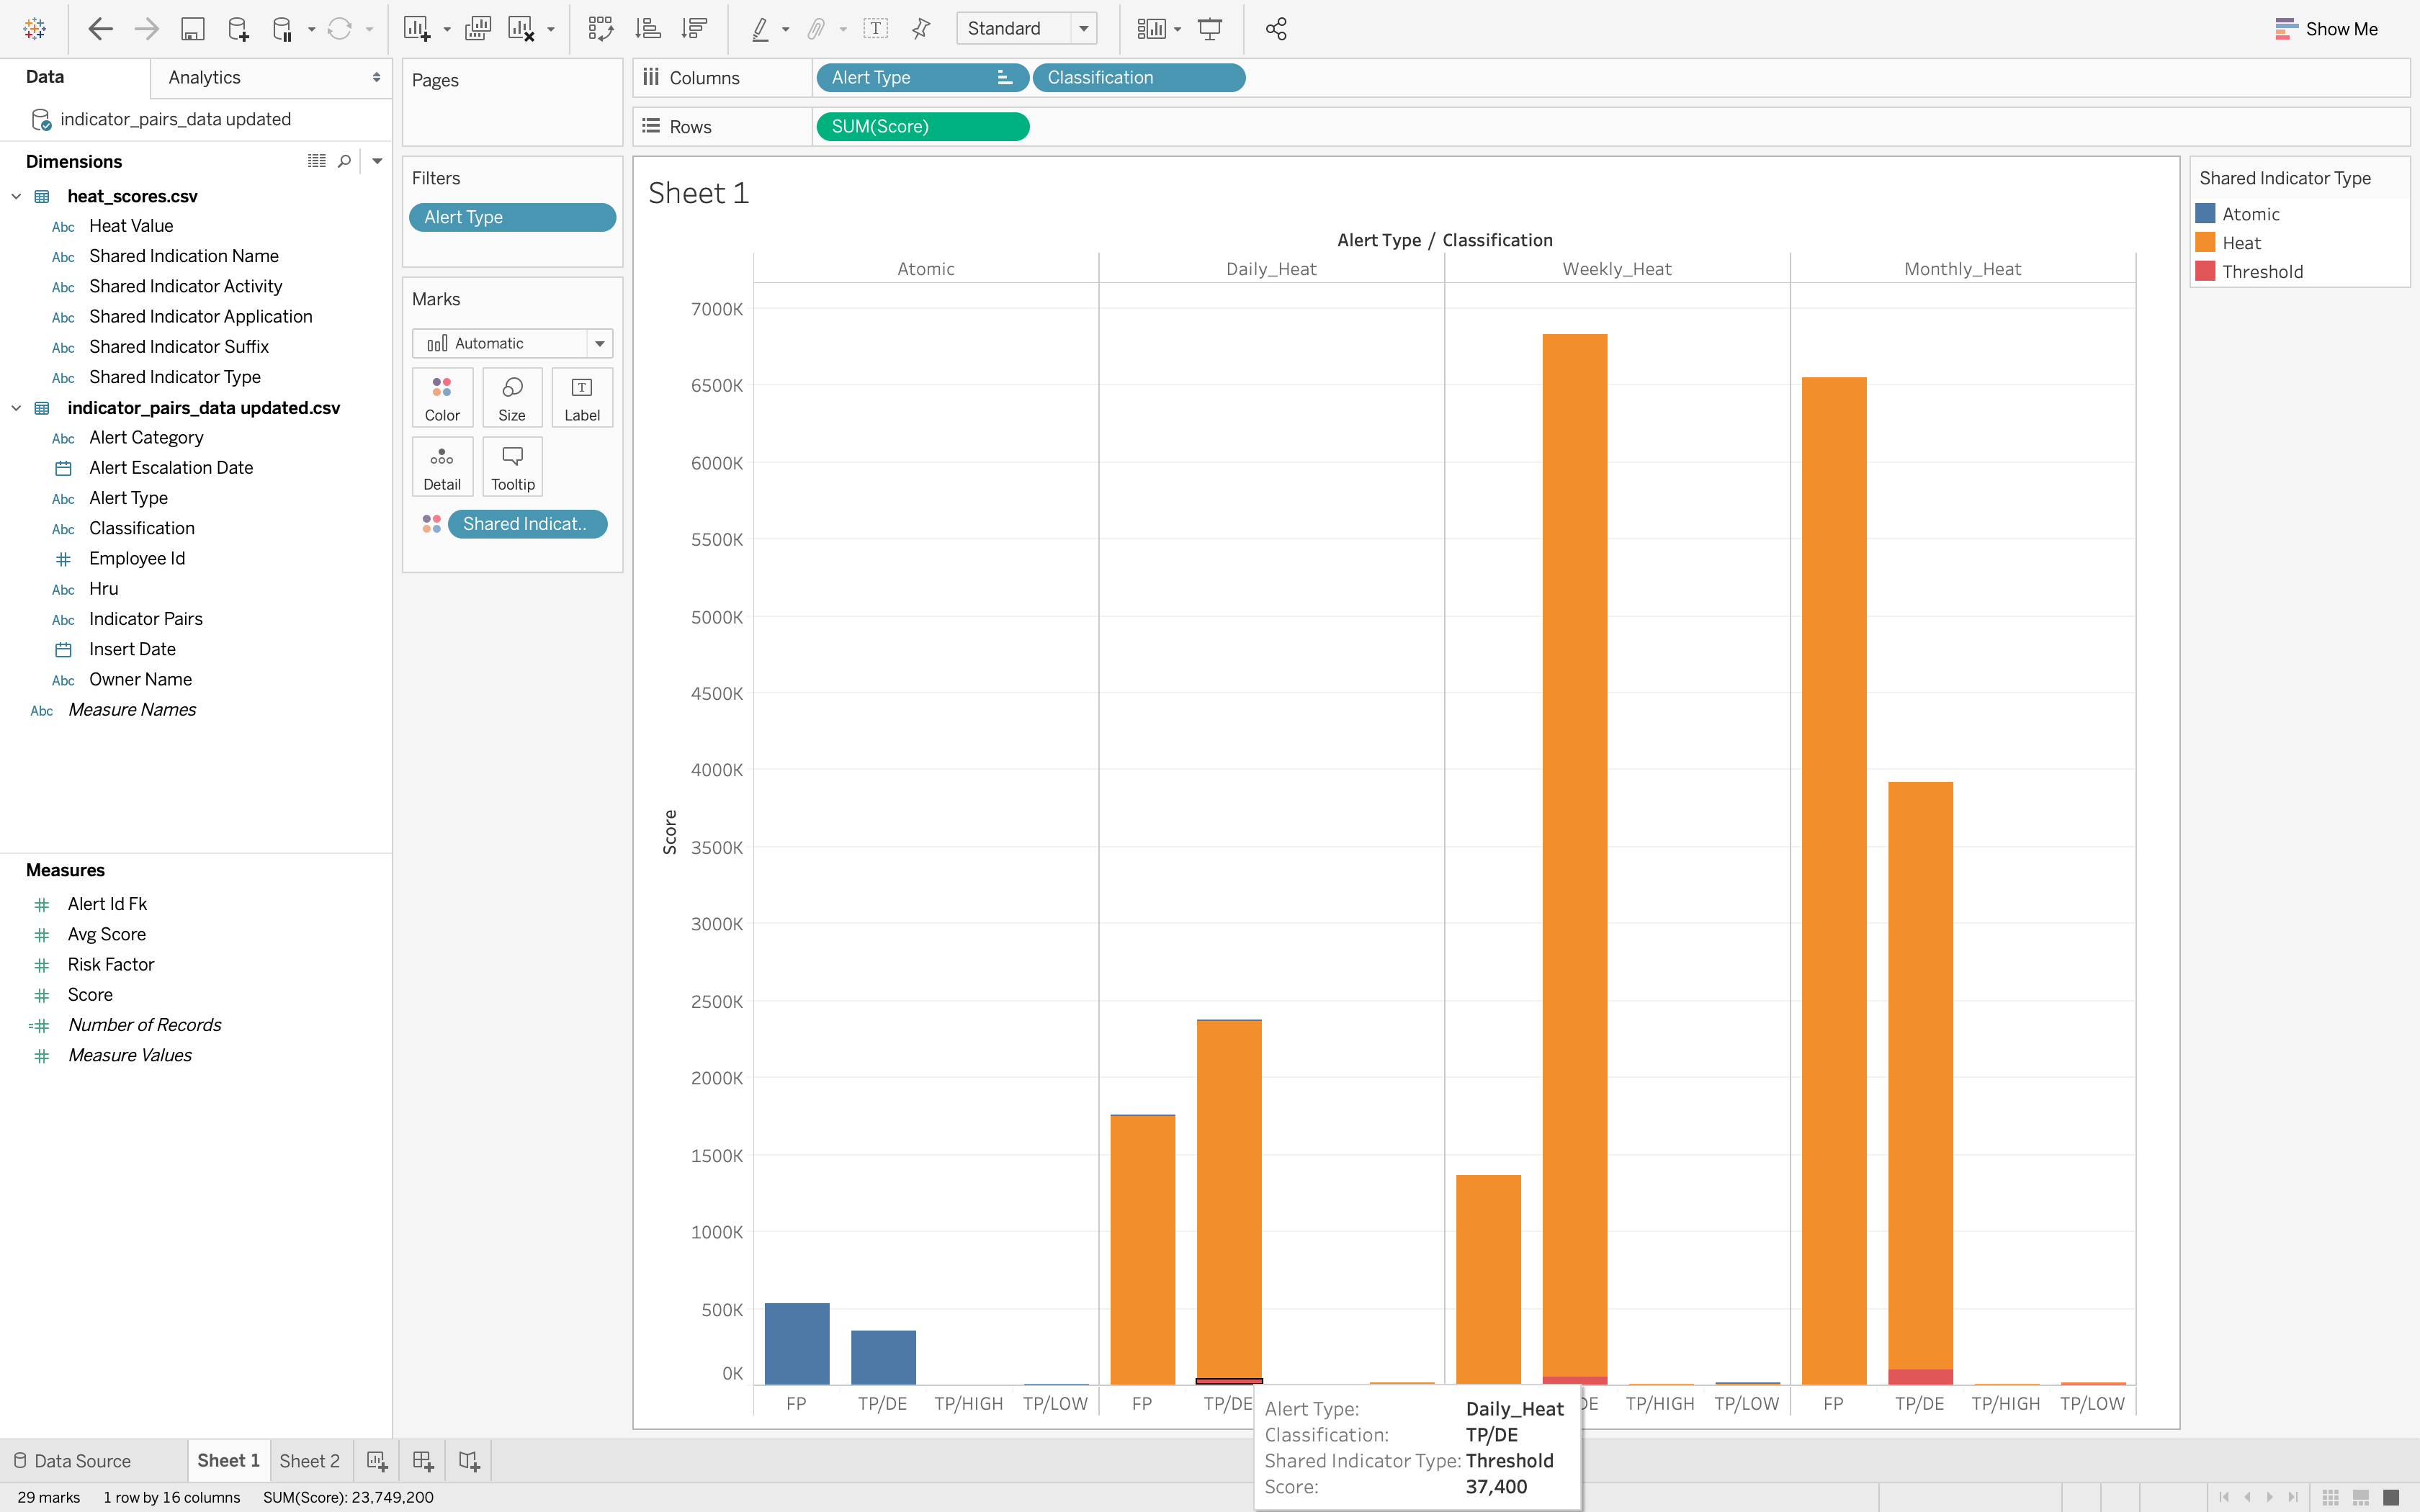 Standard
Show Me
Data
Analytics
indicator_pairs_data updated
Dimensions
heat_scores.csv
Abc Heat Value
Abc Shared Indication Name
Abc Shared Indicator Activity
Abc Shared Indicator Application
Abc Shared Indicator Suffix
Abc Shared Indicator Type
indicator_pairs_data updated.csv
Abc Alert Category
Alert Escalation Date
Abc Alert Type
Abc Classification
# Employee Id
Abc Hru
Abc Indicator Pairs
Insert Date
Abc Owner Name
Abc Measure Names
Measures
# Alert Id Fk
# Avg Score
# Risk Factor
# Score
=# Number of Records
# Measure Values
Pages
Filters
Alert Type
Marks
Automatic
Color Size Label
Detail Tooltip
Shared Indicat..
Columns Alert Type Classification
Rows SUM(Score)
Sheet 1
Alert Type / Classification
Atomic Daily_Heat Weekly_Heat Monthly_Heat
7000K
6500K
6000K
5500K
5000K
4500K
4000K
3500K
3000K
2500K
2000K
1500K
1000K
500K
0K
Score
FP TP/DE TP/HIGH TP/LOW FP TP/DE DE TP/HIGH TP/LOW FP TP/DE TP/HIGH TP/LOW
Alert Type: Daily_Heat
Classification: TP/DE
Shared Indicator Type: Threshold
Score: 37,400
Shared Indicator Type
Atomic
Heat
Threshold
Data Source
Sheet 1
Sheet 2
29 marks 1 row by 16 columns SUM(Score): 23,749,200